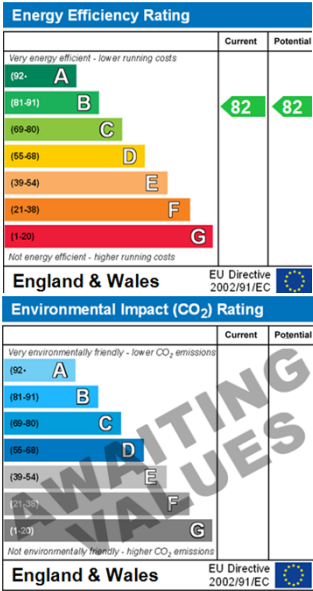 Energy Efficiency Rating
Current Potential
Very energy efficient - lower running costs
(92- A
(81-91) B
82 82
(69-80) C
(55-68) D
(39-54) E
(21-38) F
(1-20) G
Not energy efficient - higher running costs
England & Wales
EU Directive
2002/91/EC
Environmental Impact (CO₂) Rating
Current Potential
Very environmentally friendly - lower CO₂ emissions
(92- A
(81-91) B
(69-80) C
(55-68) D
(39-54) E
(21-38) F
(1-20) G
AWAITING
VALUES
Not environmentally friendly - higher CO₂ emissions
England & Wales
EU Directive
2002/91/EC